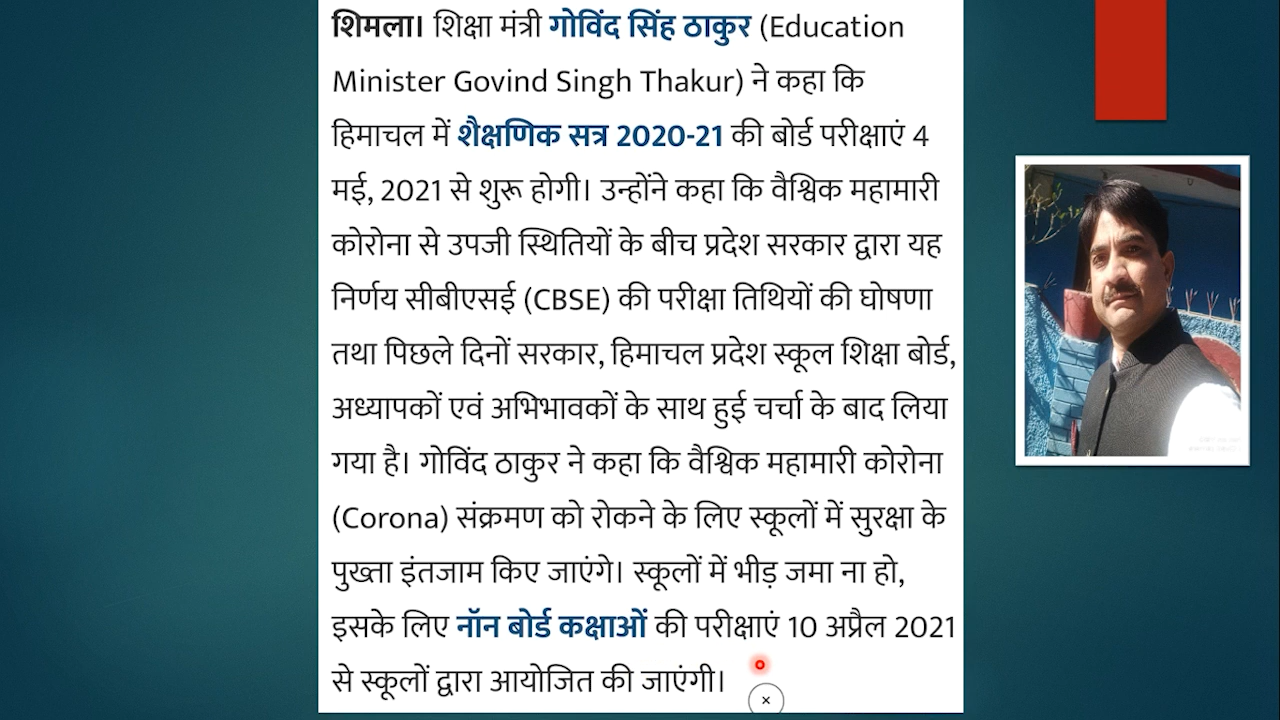 शिमला। शिक्षा मंत्री गोविंद सिंह ठाकुर (Education
Minister Govind Singh Thakur) ने कहा कि
हिमाचल में शैक्षणिक सत्र 2020-21 की बोर्ड परीक्षाएं 4
मई, 2021 से शुरू होगी। उन्होंने कहा कि वैश्विक महामारी
कोरोना से उपजी स्थितियों के बीच प्रदेश सरकार द्वारा यह
निर्णय सीबीएसई (CBSE) की परीक्षा तिथियों की घोषणा
तथा पिछले दिनों सरकार, हिमाचल प्रदेश स्कूल शिक्षा बोर्ड,
अध्यापकों एवं अभिभावकों के साथ हुई चर्चा के बाद लिया
गया है। गोविंद ठाकुर ने कहा कि वैश्विक महामारी कोरोना
(Corona) संक्रमण को रोकने के लिए स्कूलों में सुरक्षा के
पुख्ता इंतजाम किए जाएंगे। स्कूलों में भीड़ जमा ना हो,
इसके लिए नॉन बोर्ड कक्षाओं की परीक्षाएं 10 अप्रैल 2021
से स्कूलों द्वारा आयोजित की जाएंगी।